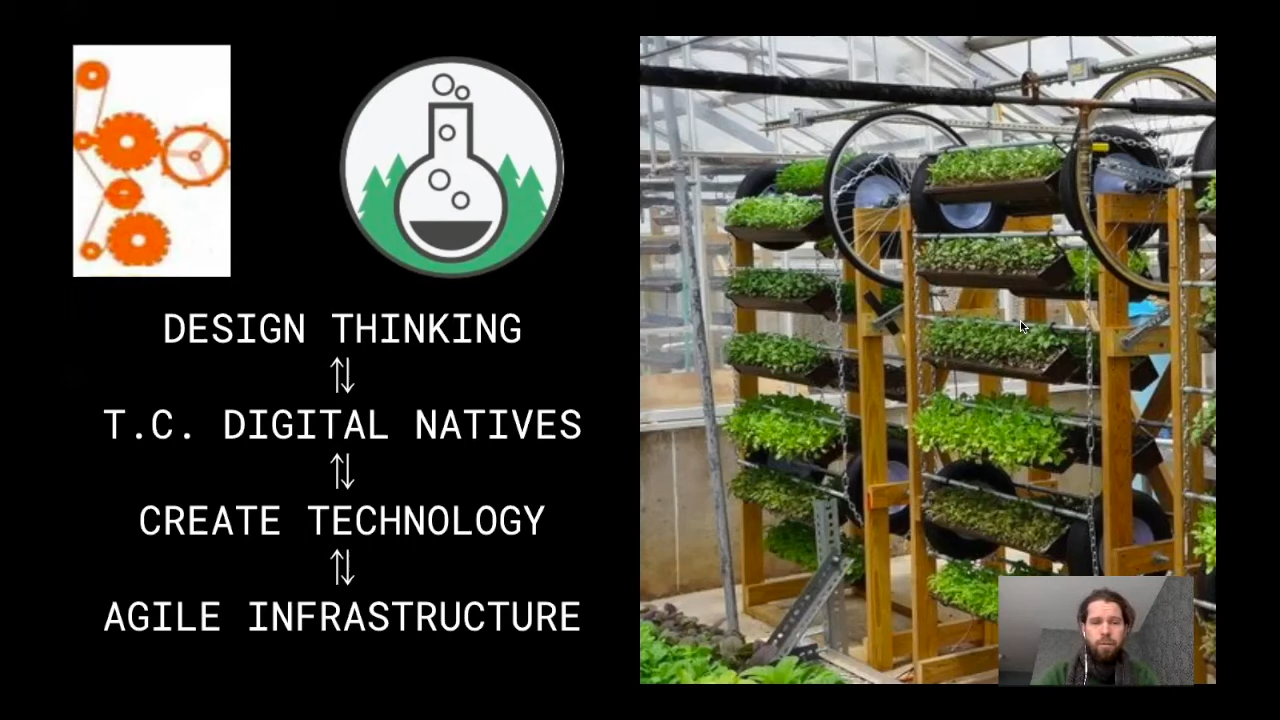 DESIGN THINKING
T.C. DIGITAL NATIVES
CREATE TECHNOLOGY
AGILE INFRASTRUCTURE